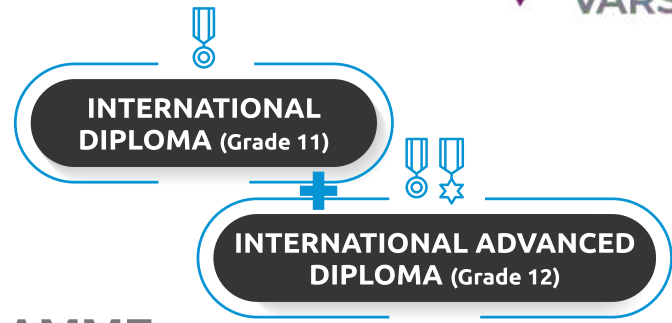 INTERNATIONAL
DIPLOMA (Grade 11)
INTERNATIONAL ADVANCED
DIPLOMA (Grade 12)